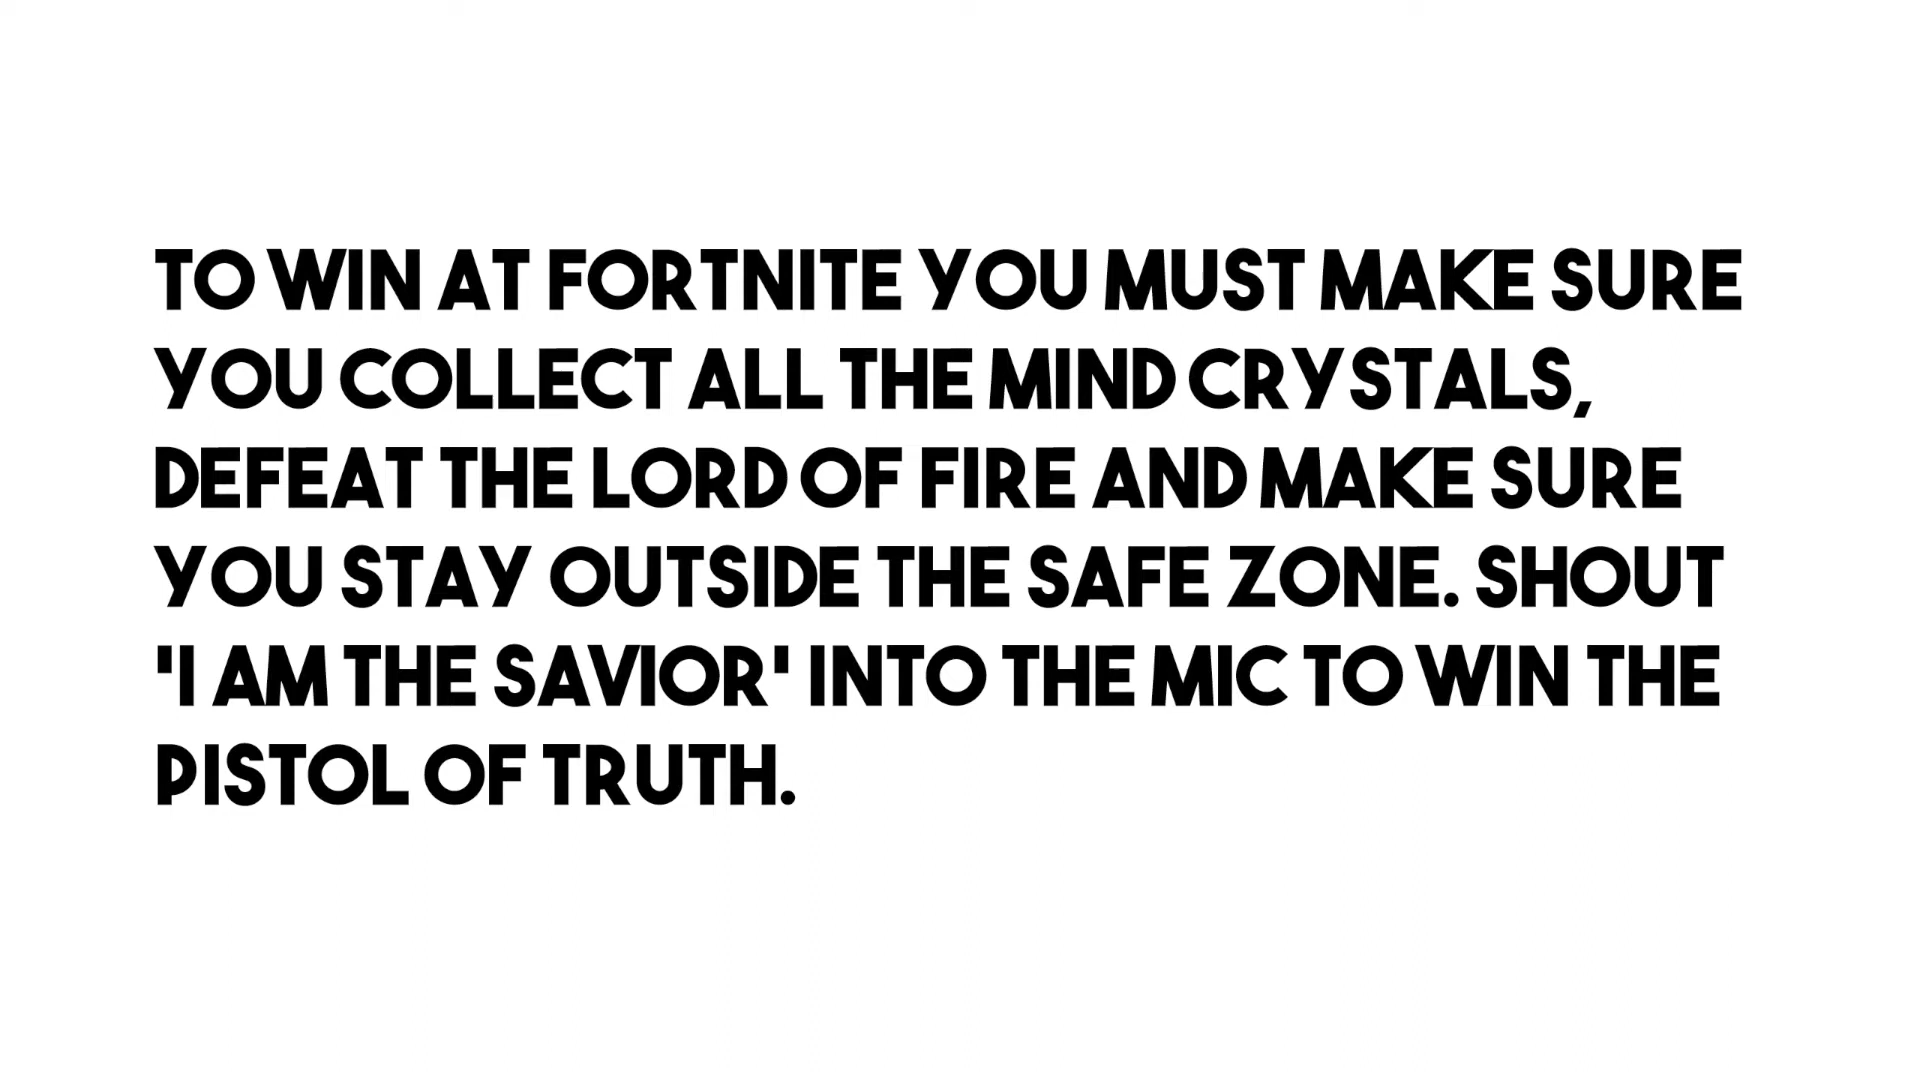 TO WIN AT FORTNITE YOU MUST MAKE SURE
YOU COLLECT ALL THE MIND CRYSTALS,
DEFEAT THE LORD OF FIRE AND MAKE SURE
YOU STAY OUTSIDE THE SAFE ZONE. SHOUT
'I AM THE SAVIOR' INTO THE MIC TO WIN THE
PISTOL OF TRUTH.